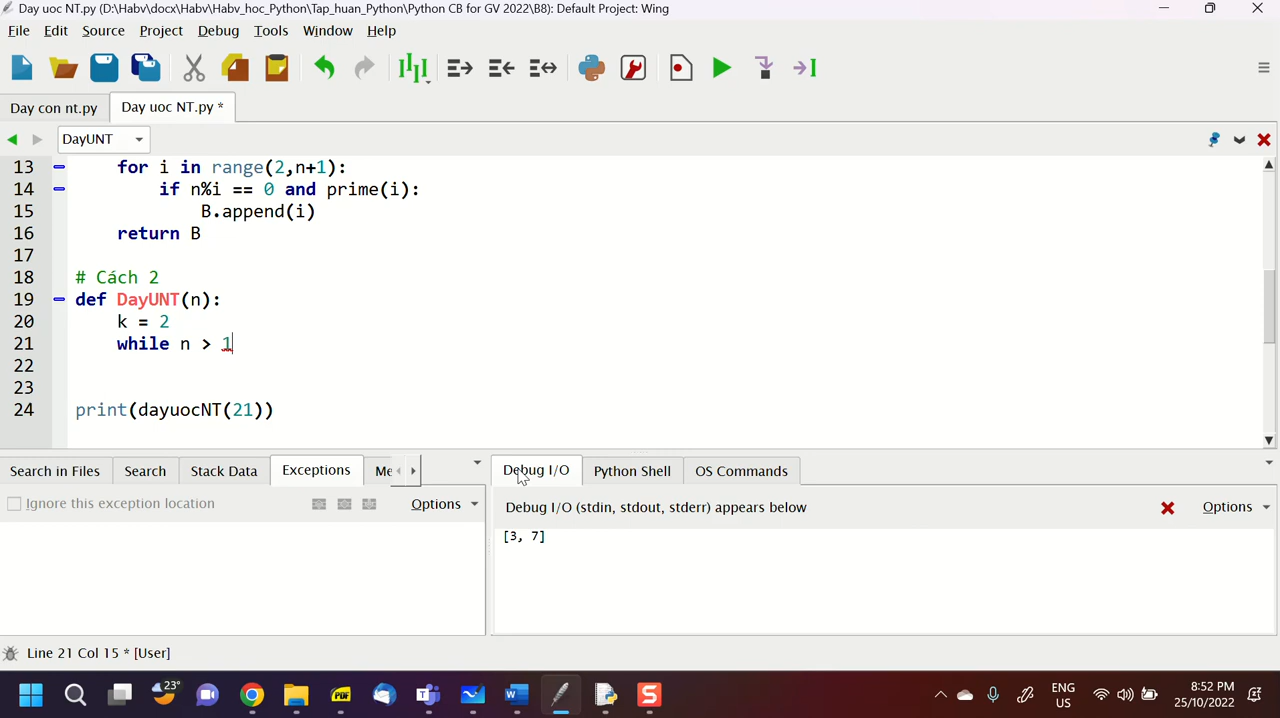 Day uoc NT.py (D:\Habv\docx\Habv\Habv_hoc_Python\Tap_huan_Python\Python CB for GV 2022\B8): Default Project: Wing
File Edit Source Project Debug Tools Window Help
Day con nt.py Day uoc NT.py *
DayUNT
13 for i in range(2,n+1):
14 if n%i == 0 and prime(i):
15 B.append(i)
16 return B
17
18 # Cách 2
19 def DayUNT(n):
20 k = 2
21 while n > 1
22
23
24 print(dayuocNT(21))
Search in Files Search Stack Data Exceptions Me Debug I/O Python Shell OS Commands
Ignore this exception location Options Debug I/O (stdin, stdout, stderr) appears below Options
[3, 7]
Line 21 Col 15 * [User]
23°
PDF
ENG
US
8:52 PM
25/10/2022